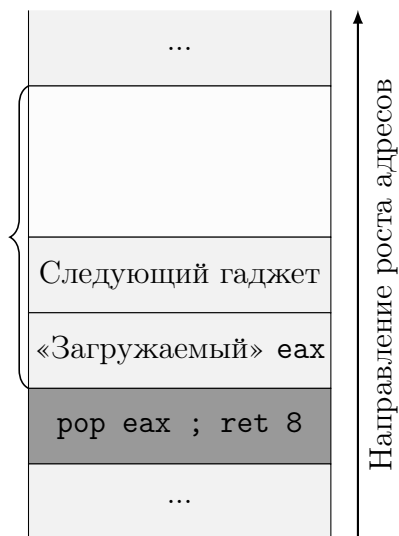 ...
Следующий гаджет
«Загружаемый» eax
pop eax ; ret 8
...
Направление роста адресов